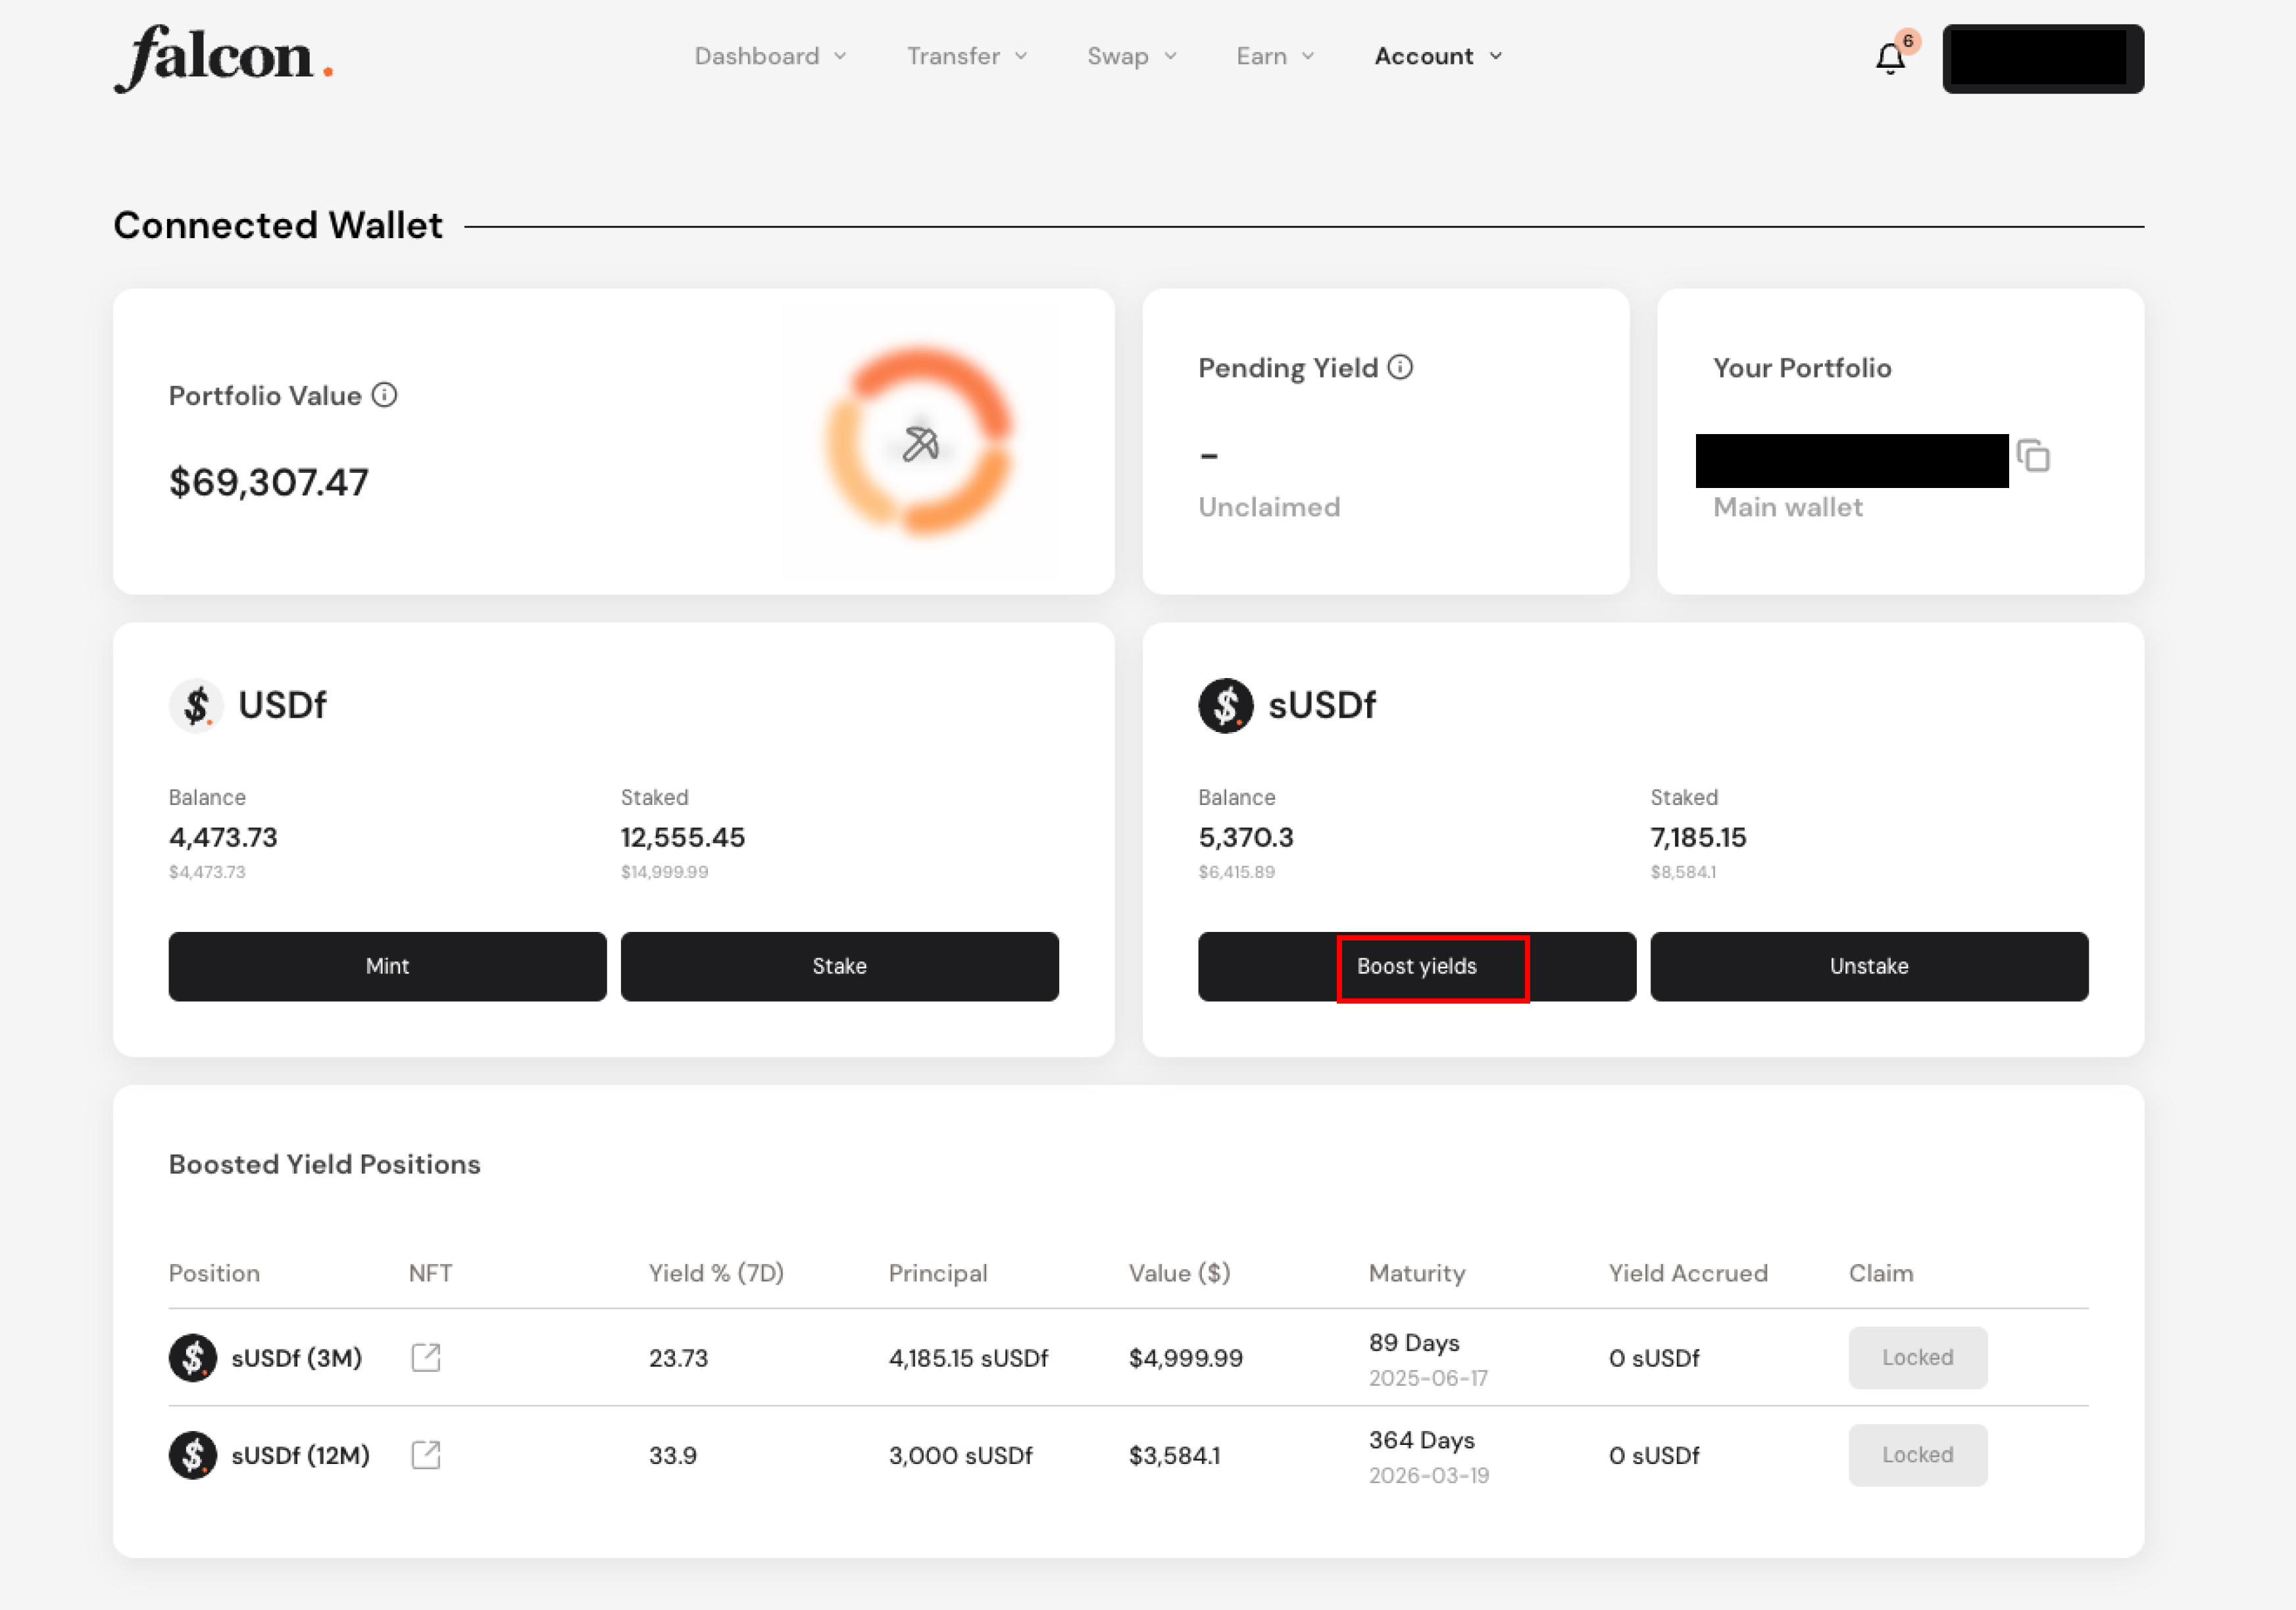 falcon.
Dashboard Transfer Swap Earn Account
6
Connected Wallet
Portfolio Value
$69,307.47
Pending Yield
-
Unclaimed
Your Portfolio
Main wallet
$ USDf
Balance Staked
4,473.73 12,555.45
$4,473.73 $14,999.99
Mint Stake
$ sUSDf
Balance Staked
5,370.3 7,185.15
$6,415.89 $8,584.1
Boost yields Unstake
Boosted Yield Positions
Position NFT Yield % (7D) Principal Value ($) Maturity Yield Accrued Claim
$ sUSDf (3M) 23.73 4,185.15 sUSDf $4,999.99 89 Days 0 sUSDf Locked
2025-06-17
$ sUSDf (12M) 33.9 3,000 sUSDf $3,584.1 364 Days 0 sUSDf Locked
2026-03-19